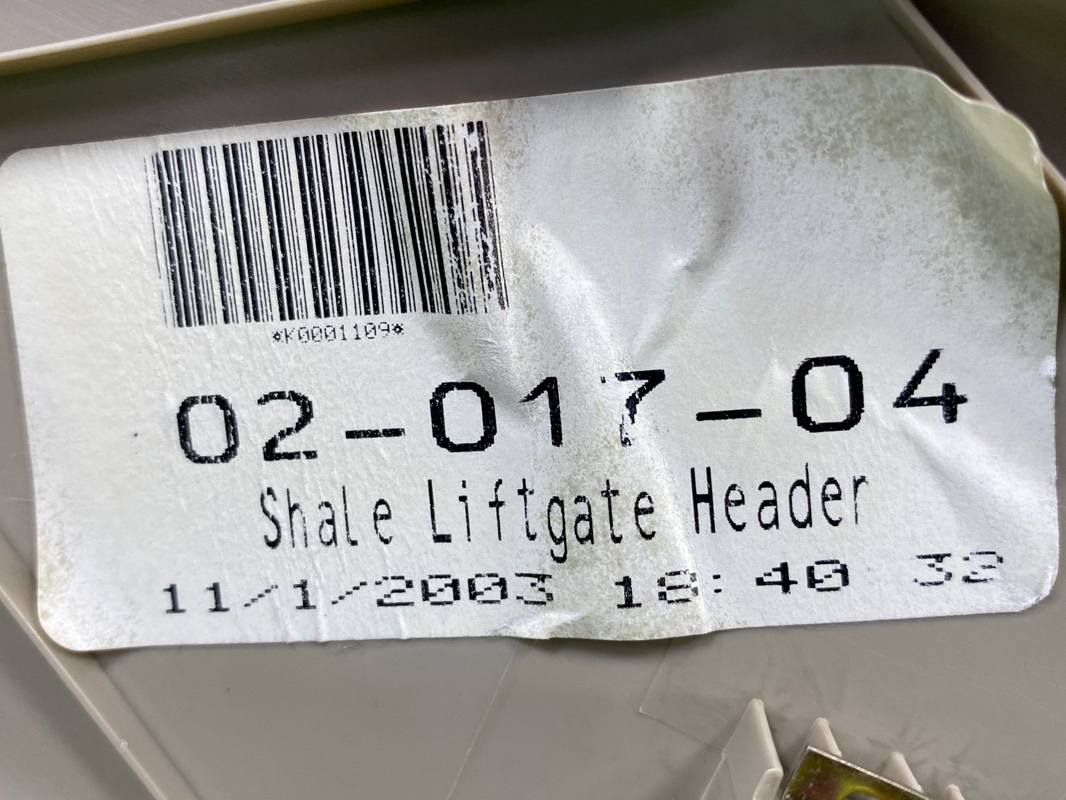 *K0001109*
02-017-04
Shale Liftgate Header
11/1/2003 18:40 32